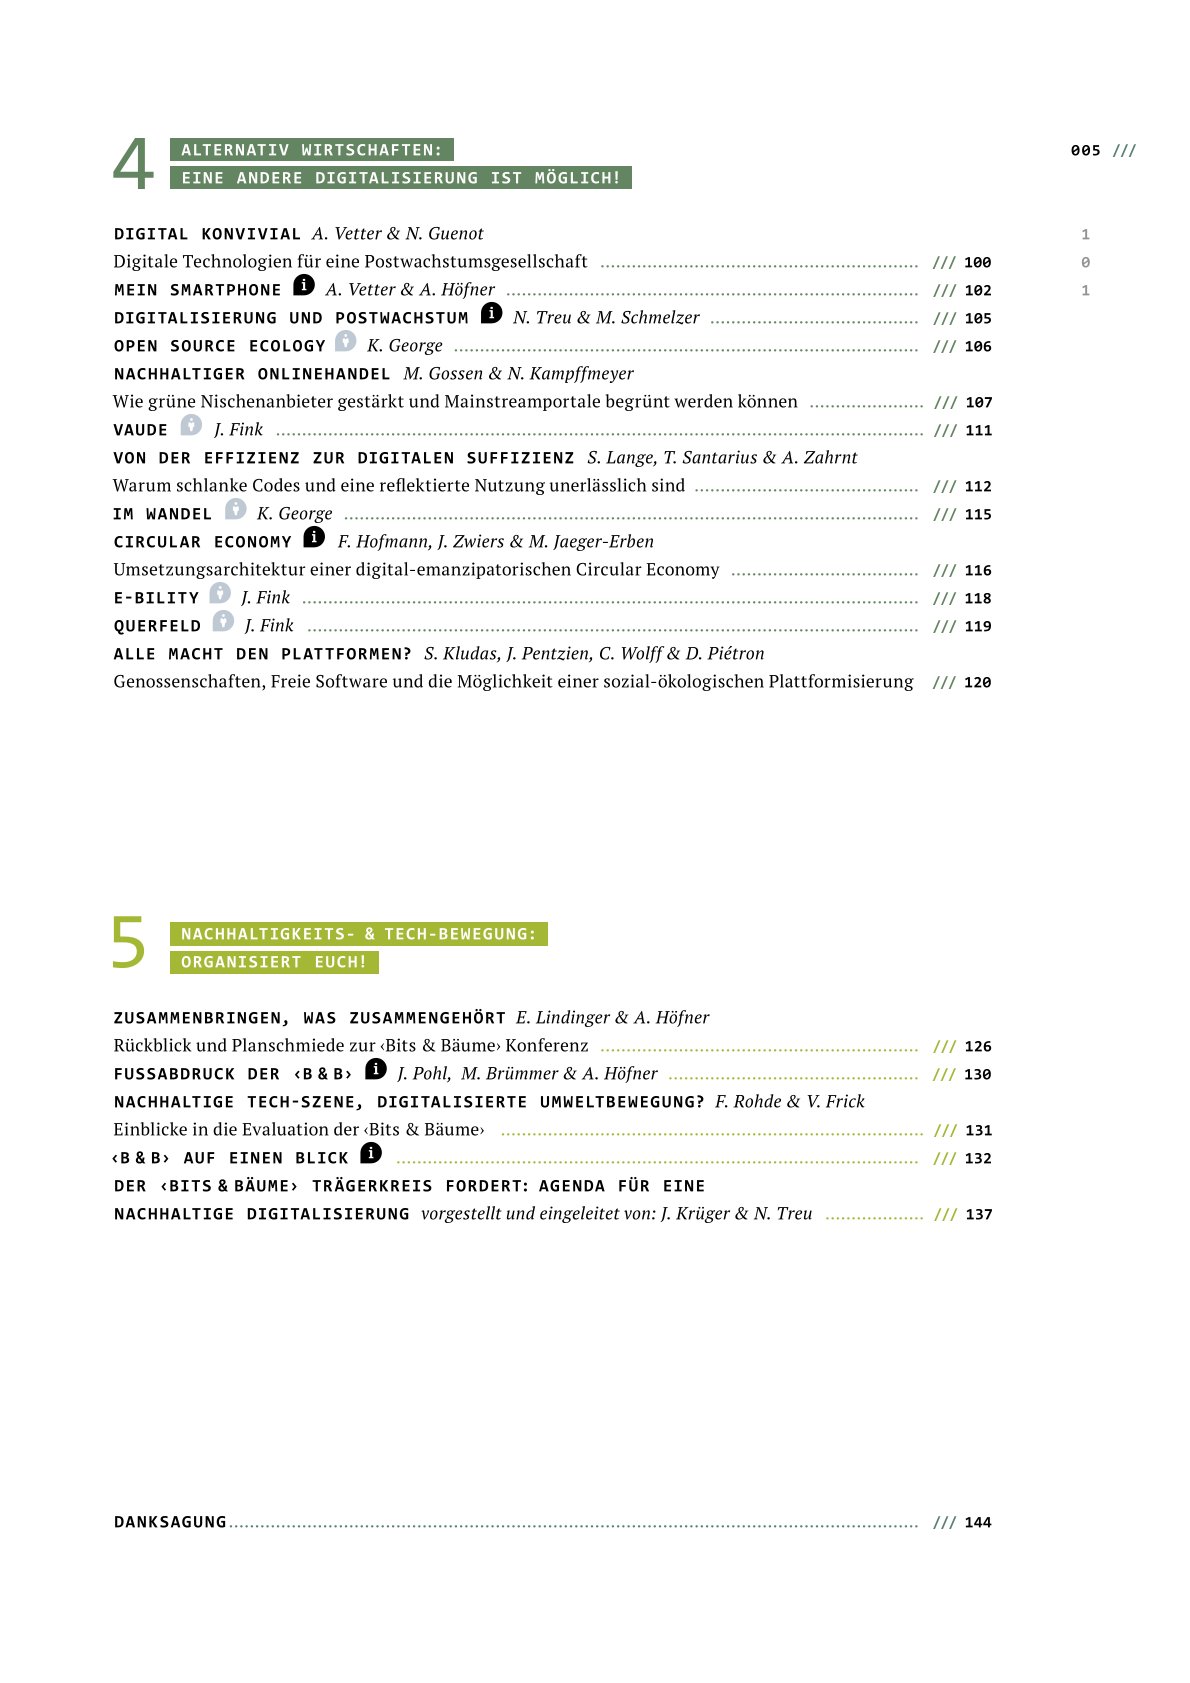 4 ALTERNATIV WIRTSCHAFTEN:
EINE ANDERE DIGITALISIERUNG IST MÖGLICH!
005 ///
1
0
1
DIGITAL KONVIVIAL A. Vetter & N. Guenot
Digitale Technologien für eine Postwachstumsgesellschaft /// 100
MEIN SMARTPHONE i A. Vetter & A. Höfner /// 102
DIGITALISIERUNG UND POSTWACHSTUM i N. Treu & M. Schmelzer /// 105
OPEN SOURCE ECOLOGY K. George /// 106
NACHHALTIGER ONLINEHANDEL M. Gossen & N. Kampffmeyer
Wie grüne Nischenanbieter gestärkt und Mainstreamportale begrünt werden können /// 107
VAUDE J. Fink /// 111
VON DER EFFIZIENZ ZUR DIGITALEN SUFFIZIENZ S. Lange, T. Santarius & A. Zahrnt
Warum schlanke Codes und eine reflektierte Nutzung unerlässlich sind /// 112
IM WANDEL K. George /// 115
CIRCULAR ECONOMY i F. Hofmann, J. Zwiers & M. Jaeger-Erben
Umsetzungsarchitektur einer digital-emanzipatorischen Circular Economy /// 116
E-BILITY J. Fink /// 118
QUERFELD J. Fink /// 119
ALLE MACHT DEN PLATTFORMEN? S. Kludas, J. Pentzien, C. Wolff & D. Piétron
Genossenschaften, Freie Software und die Möglichkeit einer sozial-ökologischen Plattformisierung /// 120
5 NACHHALTIGKEITS- & TECH-BEWEGUNG:
ORGANISIERT EUCH!
ZUSAMMENBRINGEN, WAS ZUSAMMENGEHÖRT E. Lindinger & A. Höfner
Rückblick und Planschmiede zur ‹Bits & Bäume› Konferenz /// 126
FUSSABDRUCK DER ‹B & B› i J. Pohl, M. Brümmer & A. Höfner /// 130
NACHHALTIGE TECH-SZENE, DIGITALISIERTE UMWELTBEWEGUNG? F. Rohde & V. Frick
Einblicke in die Evaluation der ‹Bits & Bäume› /// 131
‹B & B› AUF EINEN BLICK i /// 132
DER ‹BITS & BÄUME› TRÄGERKREIS FORDERT: AGENDA FÜR EINE
NACHHALTIGE DIGITALISIERUNG vorgestellt und eingeleitet von: J. Krüger & N. Treu /// 137
DANKSAGUNG /// 144